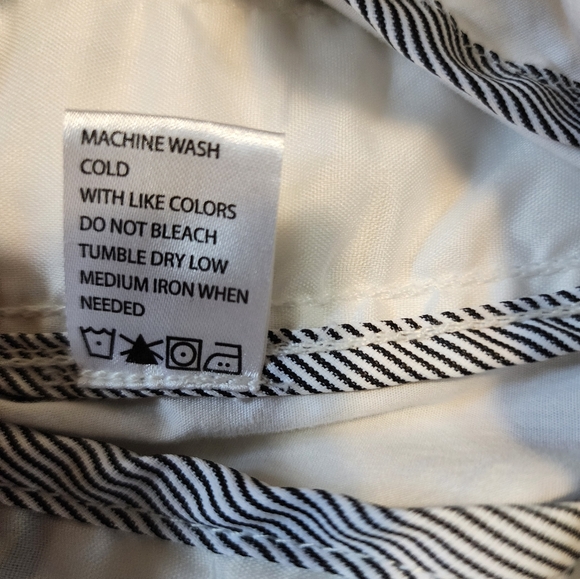 MACHINE WASH
COLD
WITH LIKE COLORS
DO NOT BLEACH
TUMBLE DRY LOW
MEDIUM IRON WHEN
NEEDED